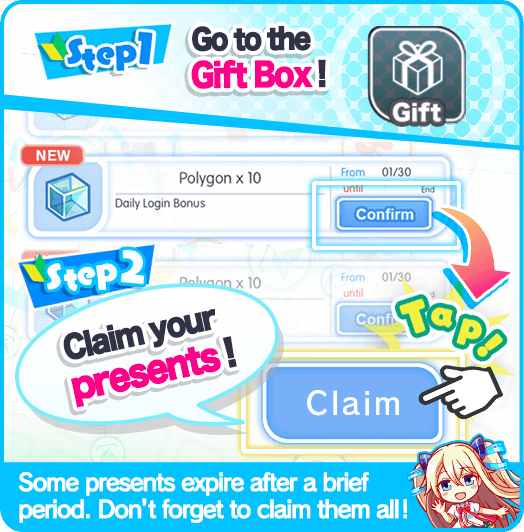 Step1
Go to the
Gift Box!
Gift
NEW
Polygon x 10
From 01/30
until End
Daily Login Bonus
Confirm
Step2
Polygon x 10
From 01/30
until
Confirm
Tap!
Claim your
presents!
Claim
Some presents expire after a brief
period. Don't forget to claim them all!